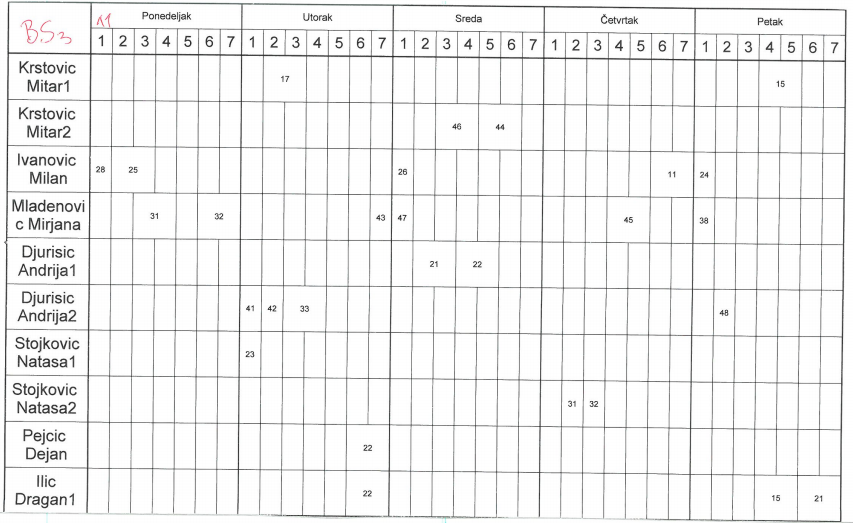 BS3 11 Ponedeljak Utorak Sreda Četvrtak Petak
1 2 3 4 5 6 7 1 2 3 4 5 6 7 1 2 3 4 5 6 7 1 2 3 4 5 6 7 1 2 3 4 5 6 7
Krstovic
Mitar1 17 15
Krstovic
Mitar2 46 44
Ivanovic
Milan 28 25 26 11 24
Mladenovi
c Mirjana 31 32 43 47 45 38
Djurisic
Andrija1 21 22
Djurisic
Andrija2 41 42 33 48
Stojkovic
Natasa1 23
Stojkovic
Natasa2 31 32
Pejcic
Dejan 22
Ilic
Dragan1 22 15 21